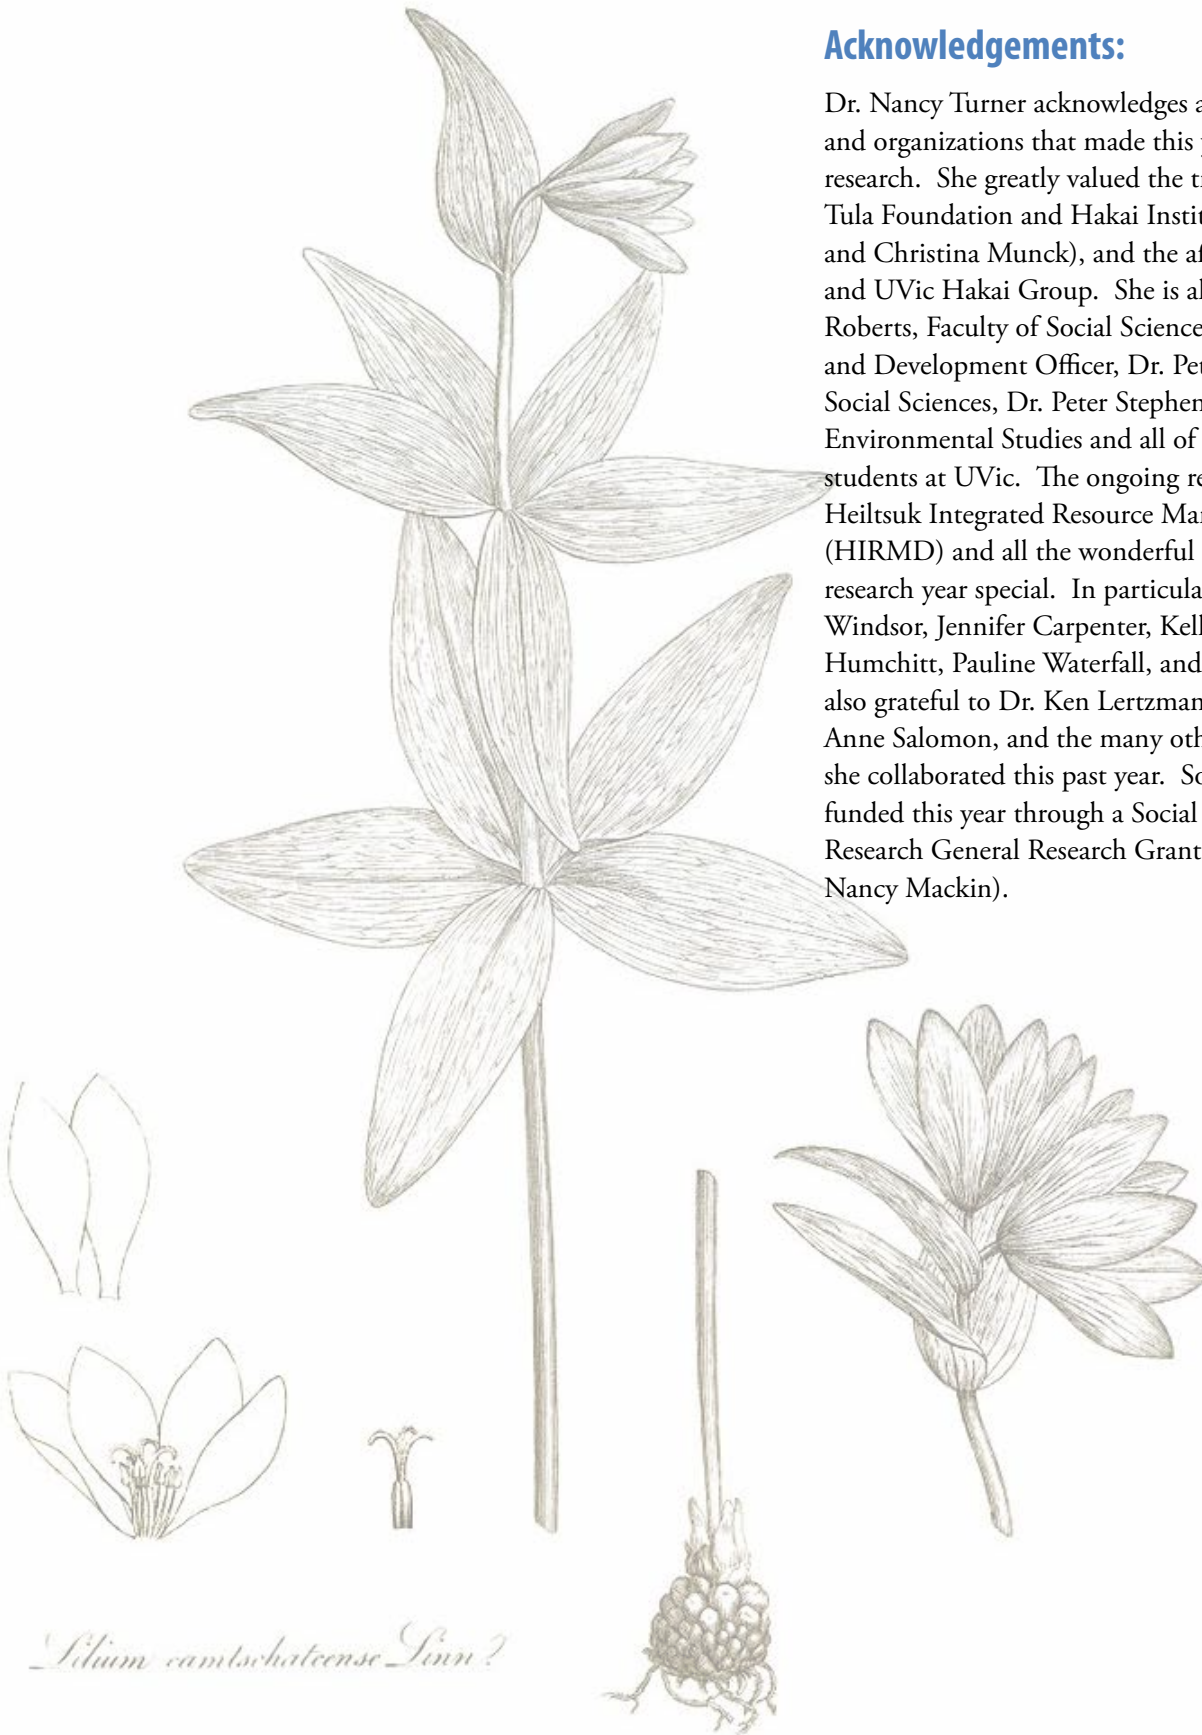 Acknowledgements:
Dr. Nancy Turner acknowledges a
and organizations that made this
research. She greatly valued the t
Tula Foundation and Hakai Instit
and Christina Munck), and the af
and UVic Hakai Group. She is al
Roberts, Faculty of Social Science
and Development Officer, Dr. Pet
Social Sciences, Dr. Peter Stephen
Environmental Studies and all of
students at UVic. The ongoing re
Heiltsuk Integrated Resource Mar
(HIRMD) and all the wonderful
research year special. In particula
Windsor, Jennifer Carpenter, Kell
Humchitt, Pauline Waterfall, and
also grateful to Dr. Ken Lertzman
Anne Salomon, and the many oth
she collaborated this past year. So
funded this year through a Social
Research General Research Grant
Nancy Mackin).
Lilium camtschatcense Linn?